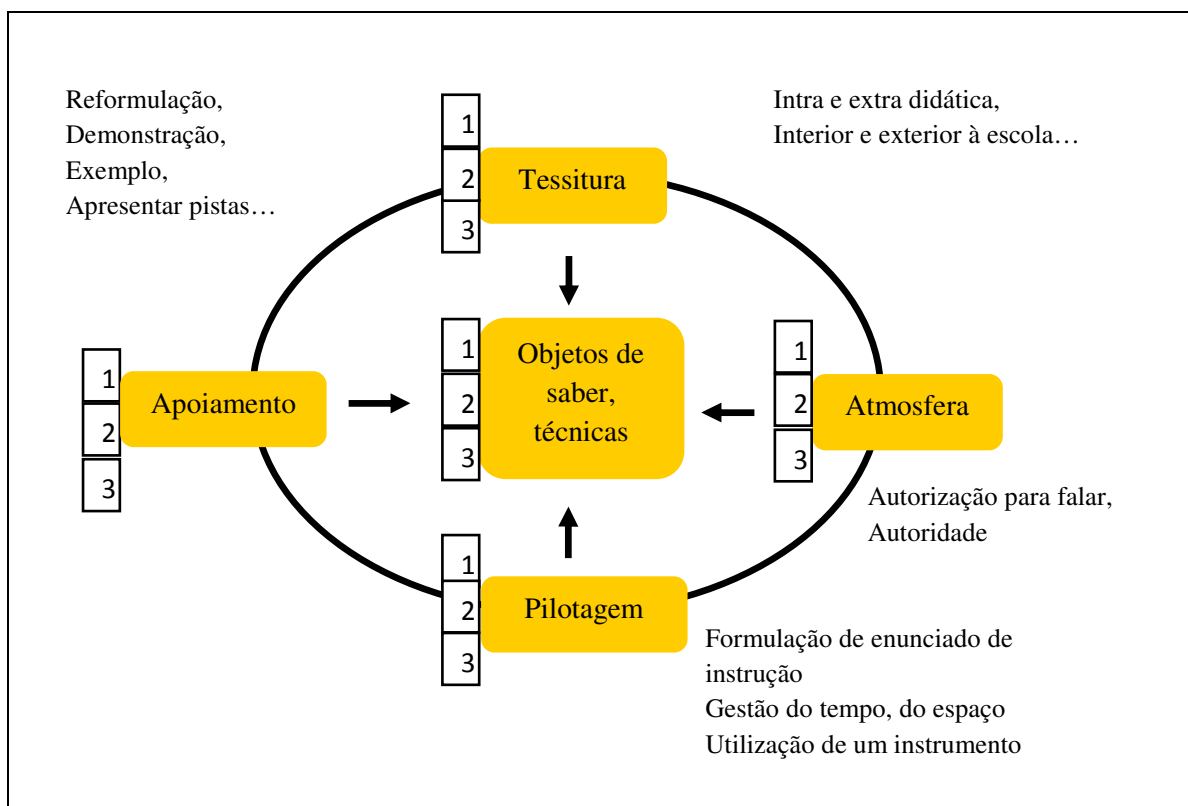 Reformulação,
Demonstração,
Exemplo,
Apresentar pistas…
1
2
3
Tessitura
Intra e extra didática,
Interior e exterior à escola…
1
2
3
Apoiamento
1
2
3
Objetos de
saber,
técnicas
1
2
3
Atmosfera
Autorização para falar,
Autoridade
1
2
3
Pilotagem
Formulação de enunciado de
instrução
Gestão do tempo, do espaço
Utilização de um instrumento